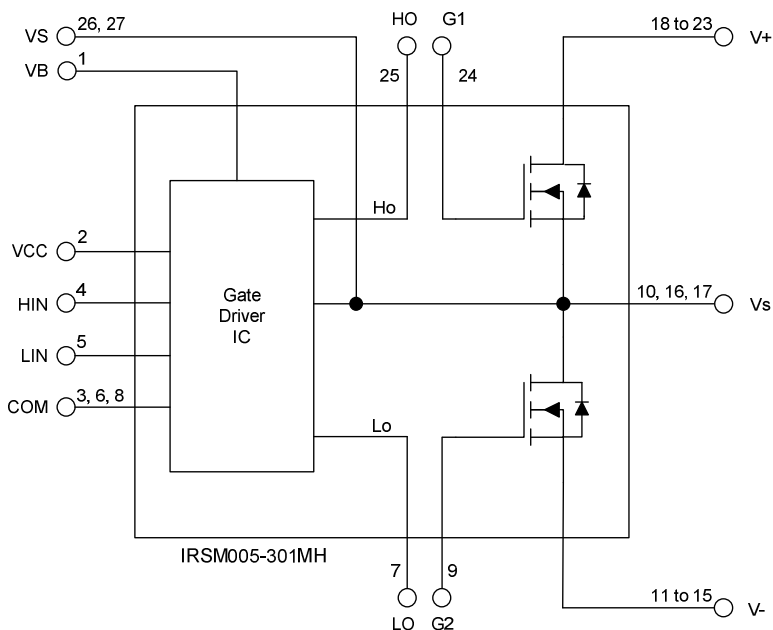 VS
26, 27
VB
1
HO
G1
25
24
18 to 23
V+
Ho
VCC
2
HIN
4
LIN
5
COM
3, 6, 8
Gate
Driver
IC
10, 16, 17
Vs
Lo
IRSM005-301MH
7
9
LO
G2
11 to 15
V-